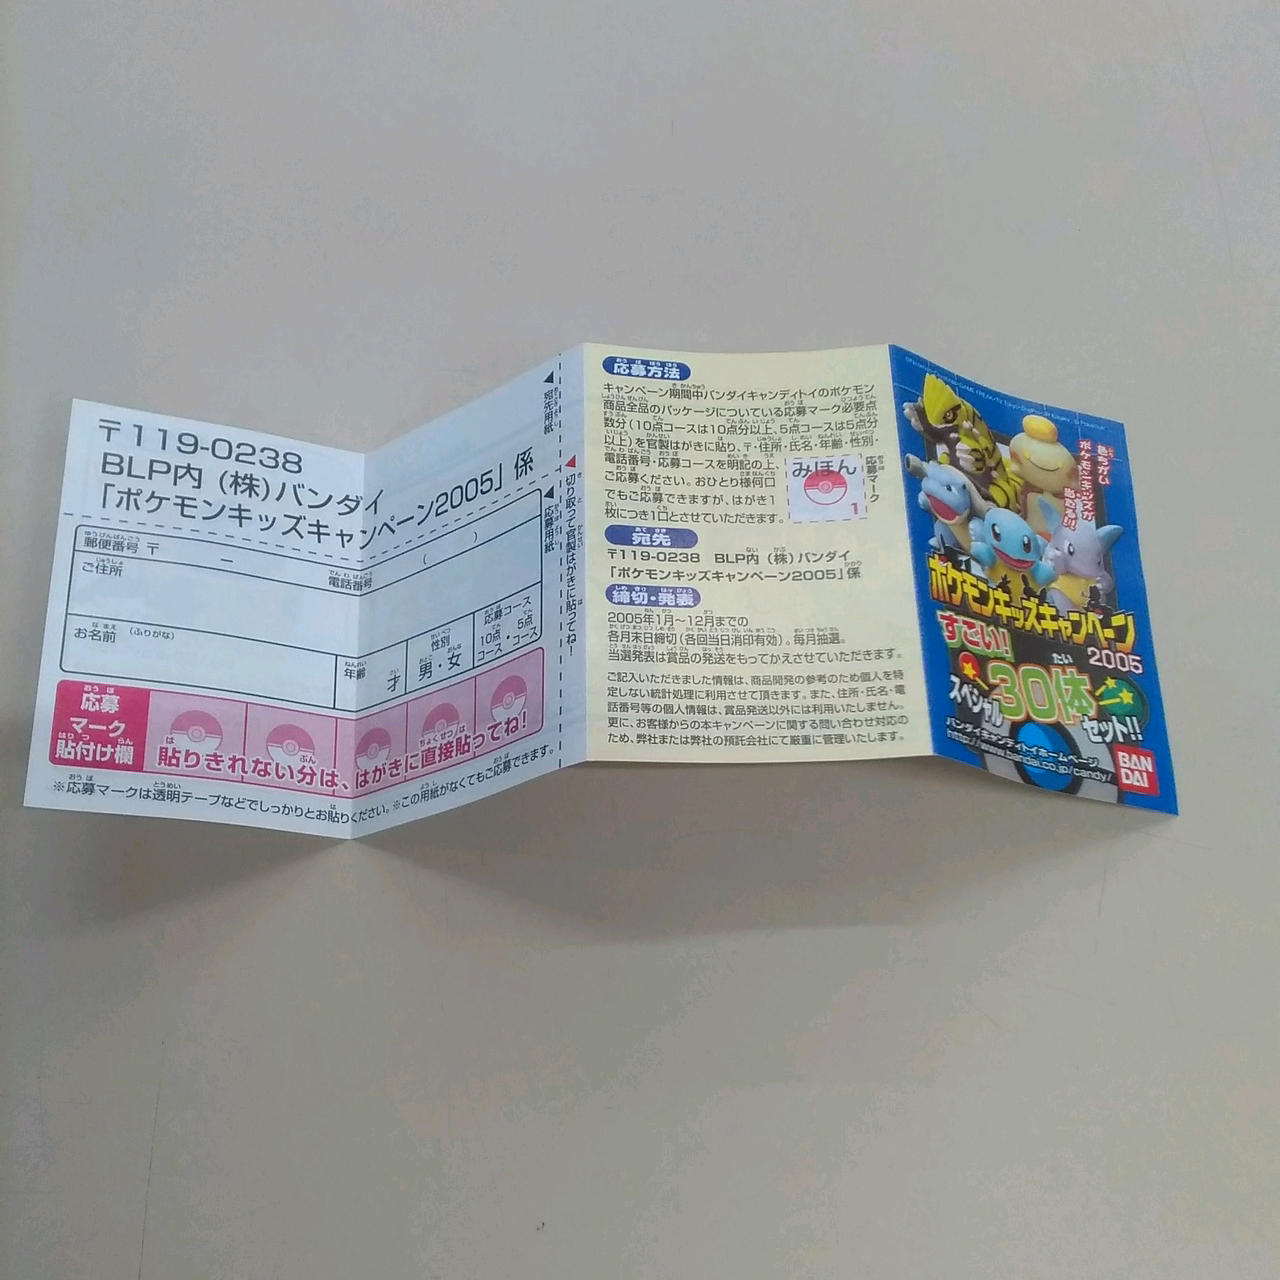 〒119-0238
BLP内 (株)バンダイ
「ポケモンキッズキャンペーン2005」係
郵便番号 〒 ー
ご住所
電話番号 ( )
お名前 (ふりがな)
年齢 才
性別 男・女
応募コース
10点コース・5点コース
応募マーク貼付け欄
貼りきれない分は、はがきに直接貼ってね!
※応募マークは透明テープなどでしっかりとお貼りください。※この用紙がなくてもご応募できます。
◀宛先用紙
◀応募用紙
◀切り取って官製はがきに貼ってね!
応募方法
キャンペーン期間中バンダイキャンディトイのポケモン
商品全品のパッケージについている応募マーク必要点
数分(10点コースは10点分以上、5点コースは5点分
以上)を官製はがきに貼り、〒・住所・氏名・年齢・性別・
電話番号・応募コースを明記の上、
ご応募ください。おひとり様何口
でもご応募できますが、はがき1
枚につき1口とさせていただきます。
みほん
1
応募マーク
宛先
〒119-0238 BLP内 (株)バンダイ
「ポケモンキッズキャンペーン2005」係
締切・発表
2005年1月〜12月までの
各月末日締切(各回当日消印有効)。毎月抽選。
当選発表は賞品の発送をもってかえさせていただきます。
ご記入いただきました情報は、商品開発の参考のため個人を特
定しない統計処理に利用させて頂きます。また、住所・氏名・電
話番号等の個人情報は、賞品発送以外には利用いたしません。
更に、お客様からの本キャンペーンに関する問い合わせ対応の
ため、弊社または弊社の預託会社にて厳重に管理いたします。
色ちがい
ポケモンキッズが
ポケモンキッズキャンペーン
2005
すごい!
スペシャル30体セット!!
バンダイキャンディトイホームページ
http://www.bandai.co.jp/candy/
BAN
DAI